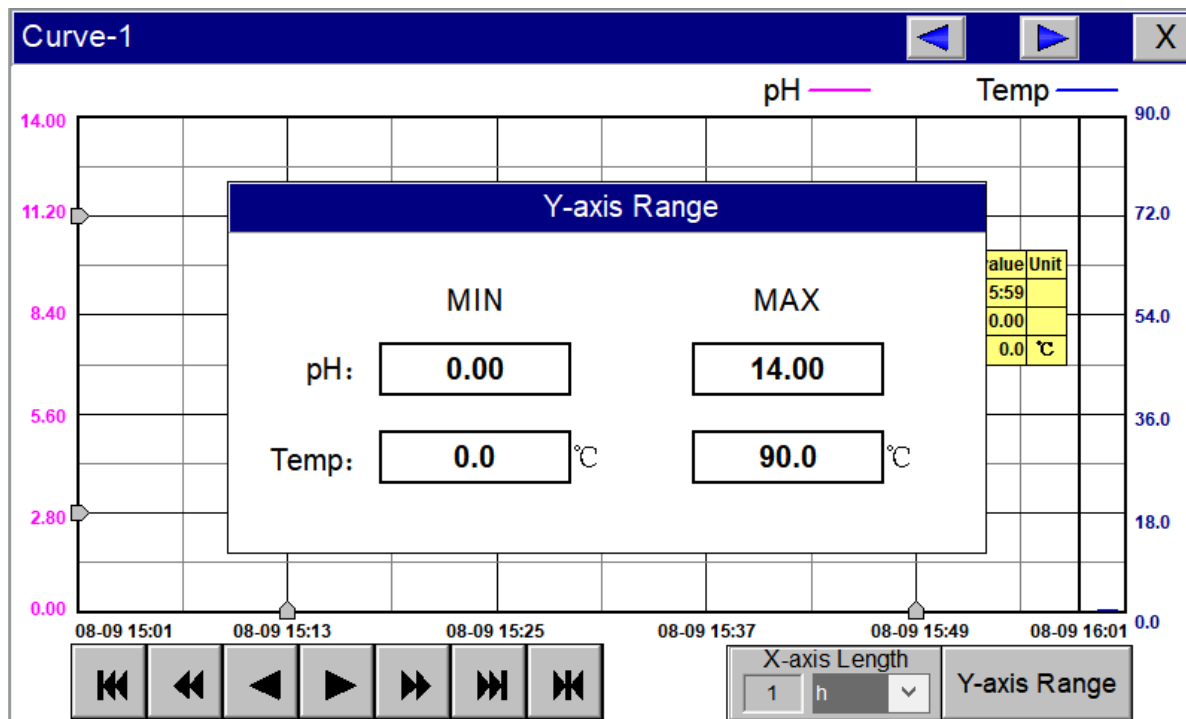 Curve-1
X
pH
Temp
14.00
90.0
Y-axis Range
11.20
72.0
alue Unit
MIN
MAX
5:59
8.40
0.00
54.0
0.0 ℃
pH: 0.00 14.00
5.60
36.0
Temp: 0.0 ℃ 90.0 ℃
2.80
18.0
0.00
0.0
08-09 15:01 08-09 15:13 08-09 15:25 08-09 15:37 08-09 15:49 08-09 16:01
X-axis Length
1 h
Y-axis Range